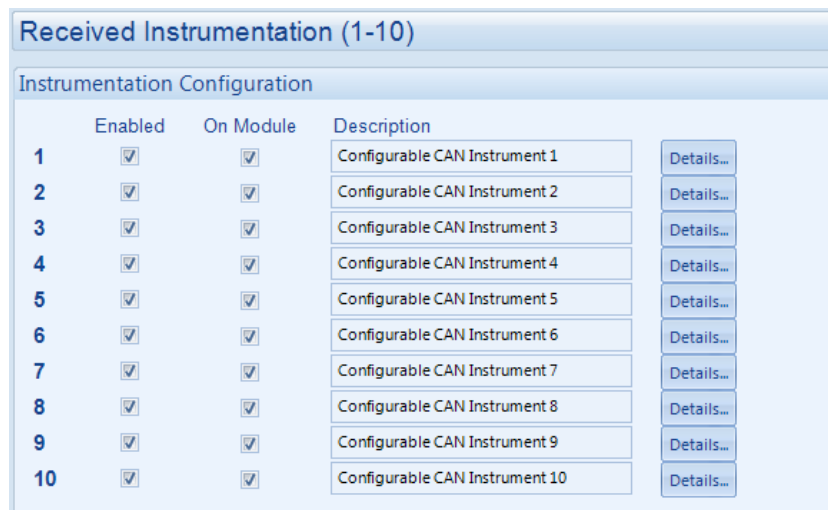 Received Instrumentation (1-10)
Instrumentation Configuration
Enabled On Module Description
1 Configurable CAN Instrument 1 Details...
2 Configurable CAN Instrument 2 Details...
3 Configurable CAN Instrument 3 Details...
4 Configurable CAN Instrument 4 Details...
5 Configurable CAN Instrument 5 Details...
6 Configurable CAN Instrument 6 Details...
7 Configurable CAN Instrument 7 Details...
8 Configurable CAN Instrument 8 Details...
9 Configurable CAN Instrument 9 Details...
10 Configurable CAN Instrument 10 Details...